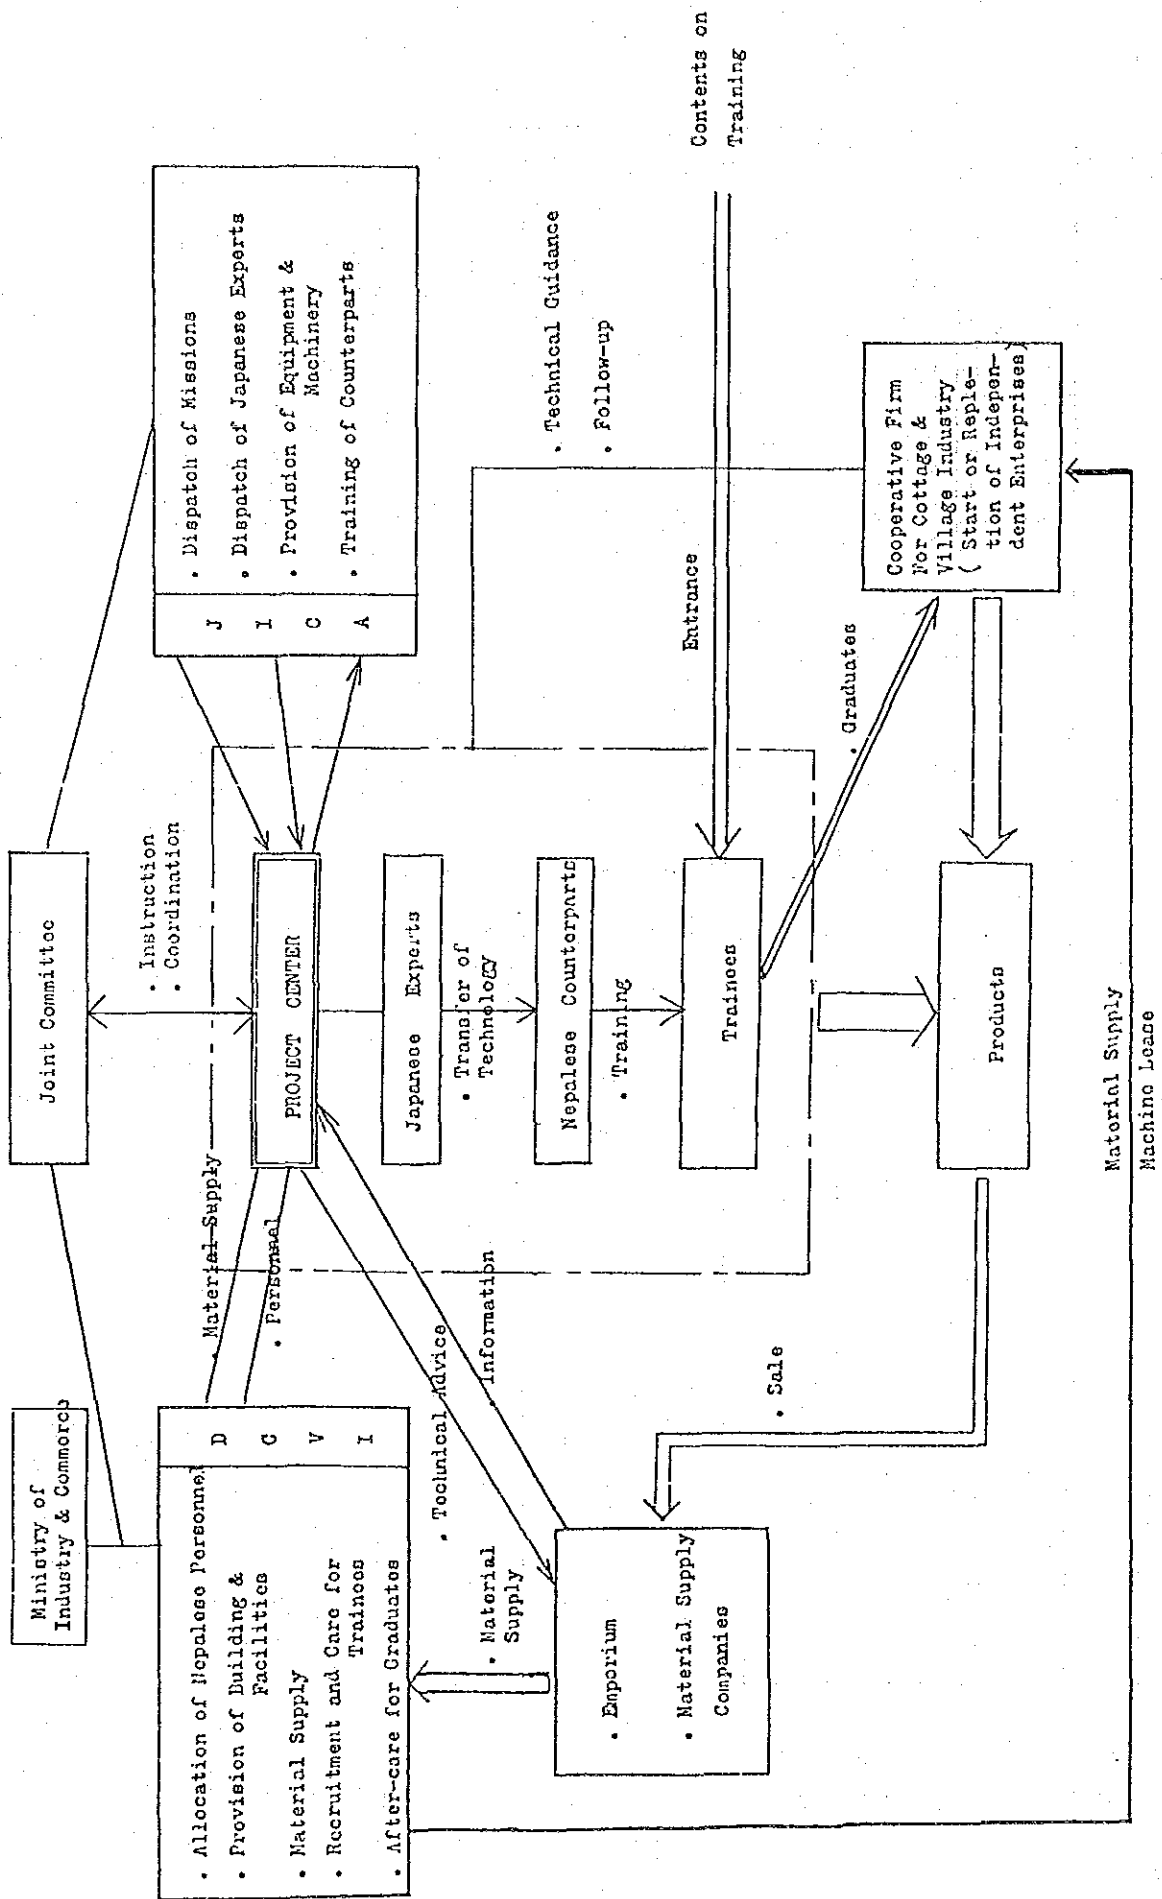 Ministry of
Industry & Commerce
Joint Committee
• Instruction
• Coordination
• Allocation of Nepalese Personnel
• Provision of Building &
Facilities
• Material Supply
• Recruitment and Care for
Trainees
• After-care for Graduates
D
C
V
I
• Material Supply
• Personnel
PROJECT CENTER
J
I
C
A
• Dispatch of Missions
• Dispatch of Japanese Experts
• Provision of Equipment &
Machinery
• Training of Counterparts
Japanese Experts
• Transfer of
Technology
Nepalese Counterparts
• Training
Trainees
• Technical Advice
• Information
• Material
Supply
• Emporium
• Material Supply
Companies
• Sale
• Technical Guidance
• Follow-up
Entrance
Contents on
Training
• Graduates
Cooperative Firm
For Cottage &
Village Industry
( Start or Reple-
tion of Indepen-
dent Enterprises)
Products
Material Supply
Machine Lease